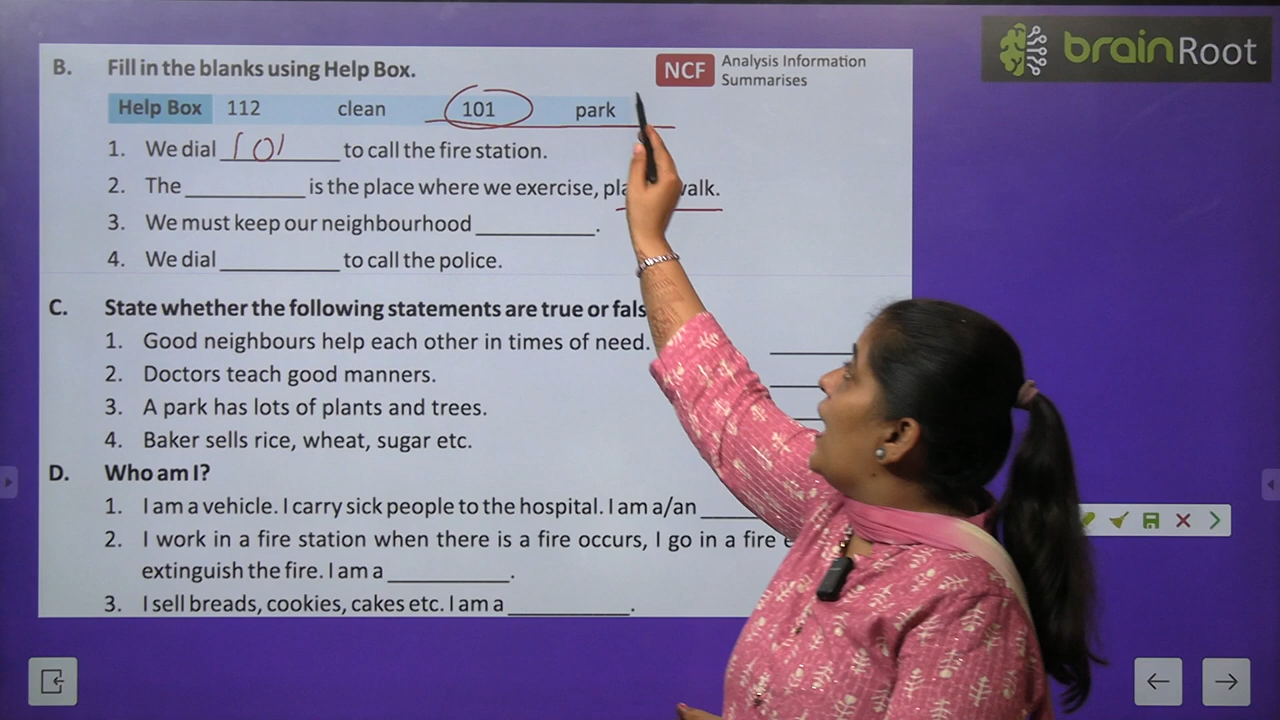 brainRoot
B. Fill in the blanks using Help Box.
NCF Analysis Information
Summarises
Help Box 112 clean 101 park
1. We dial 101 to call the fire station.
2. The __________ is the place where we exercise, walk.
3. We must keep our neighbourhood __________.
4. We dial __________ to call the police.
C. State whether the following statements are true or
1. Good neighbours help each other in times of need.
2. Doctors teach good manners.
3. A park has lots of plants and trees.
4. Baker sells rice, wheat, sugar etc.
D. Who am I?
1. I am a vehicle. I carry sick people to the hospital. I am a/an
2. I work in a fire station when there is a fire occurs, I go in a fire
extinguish the fire. I am a __________.
3. I sell breads, cookies, cakes etc. I am a __________.